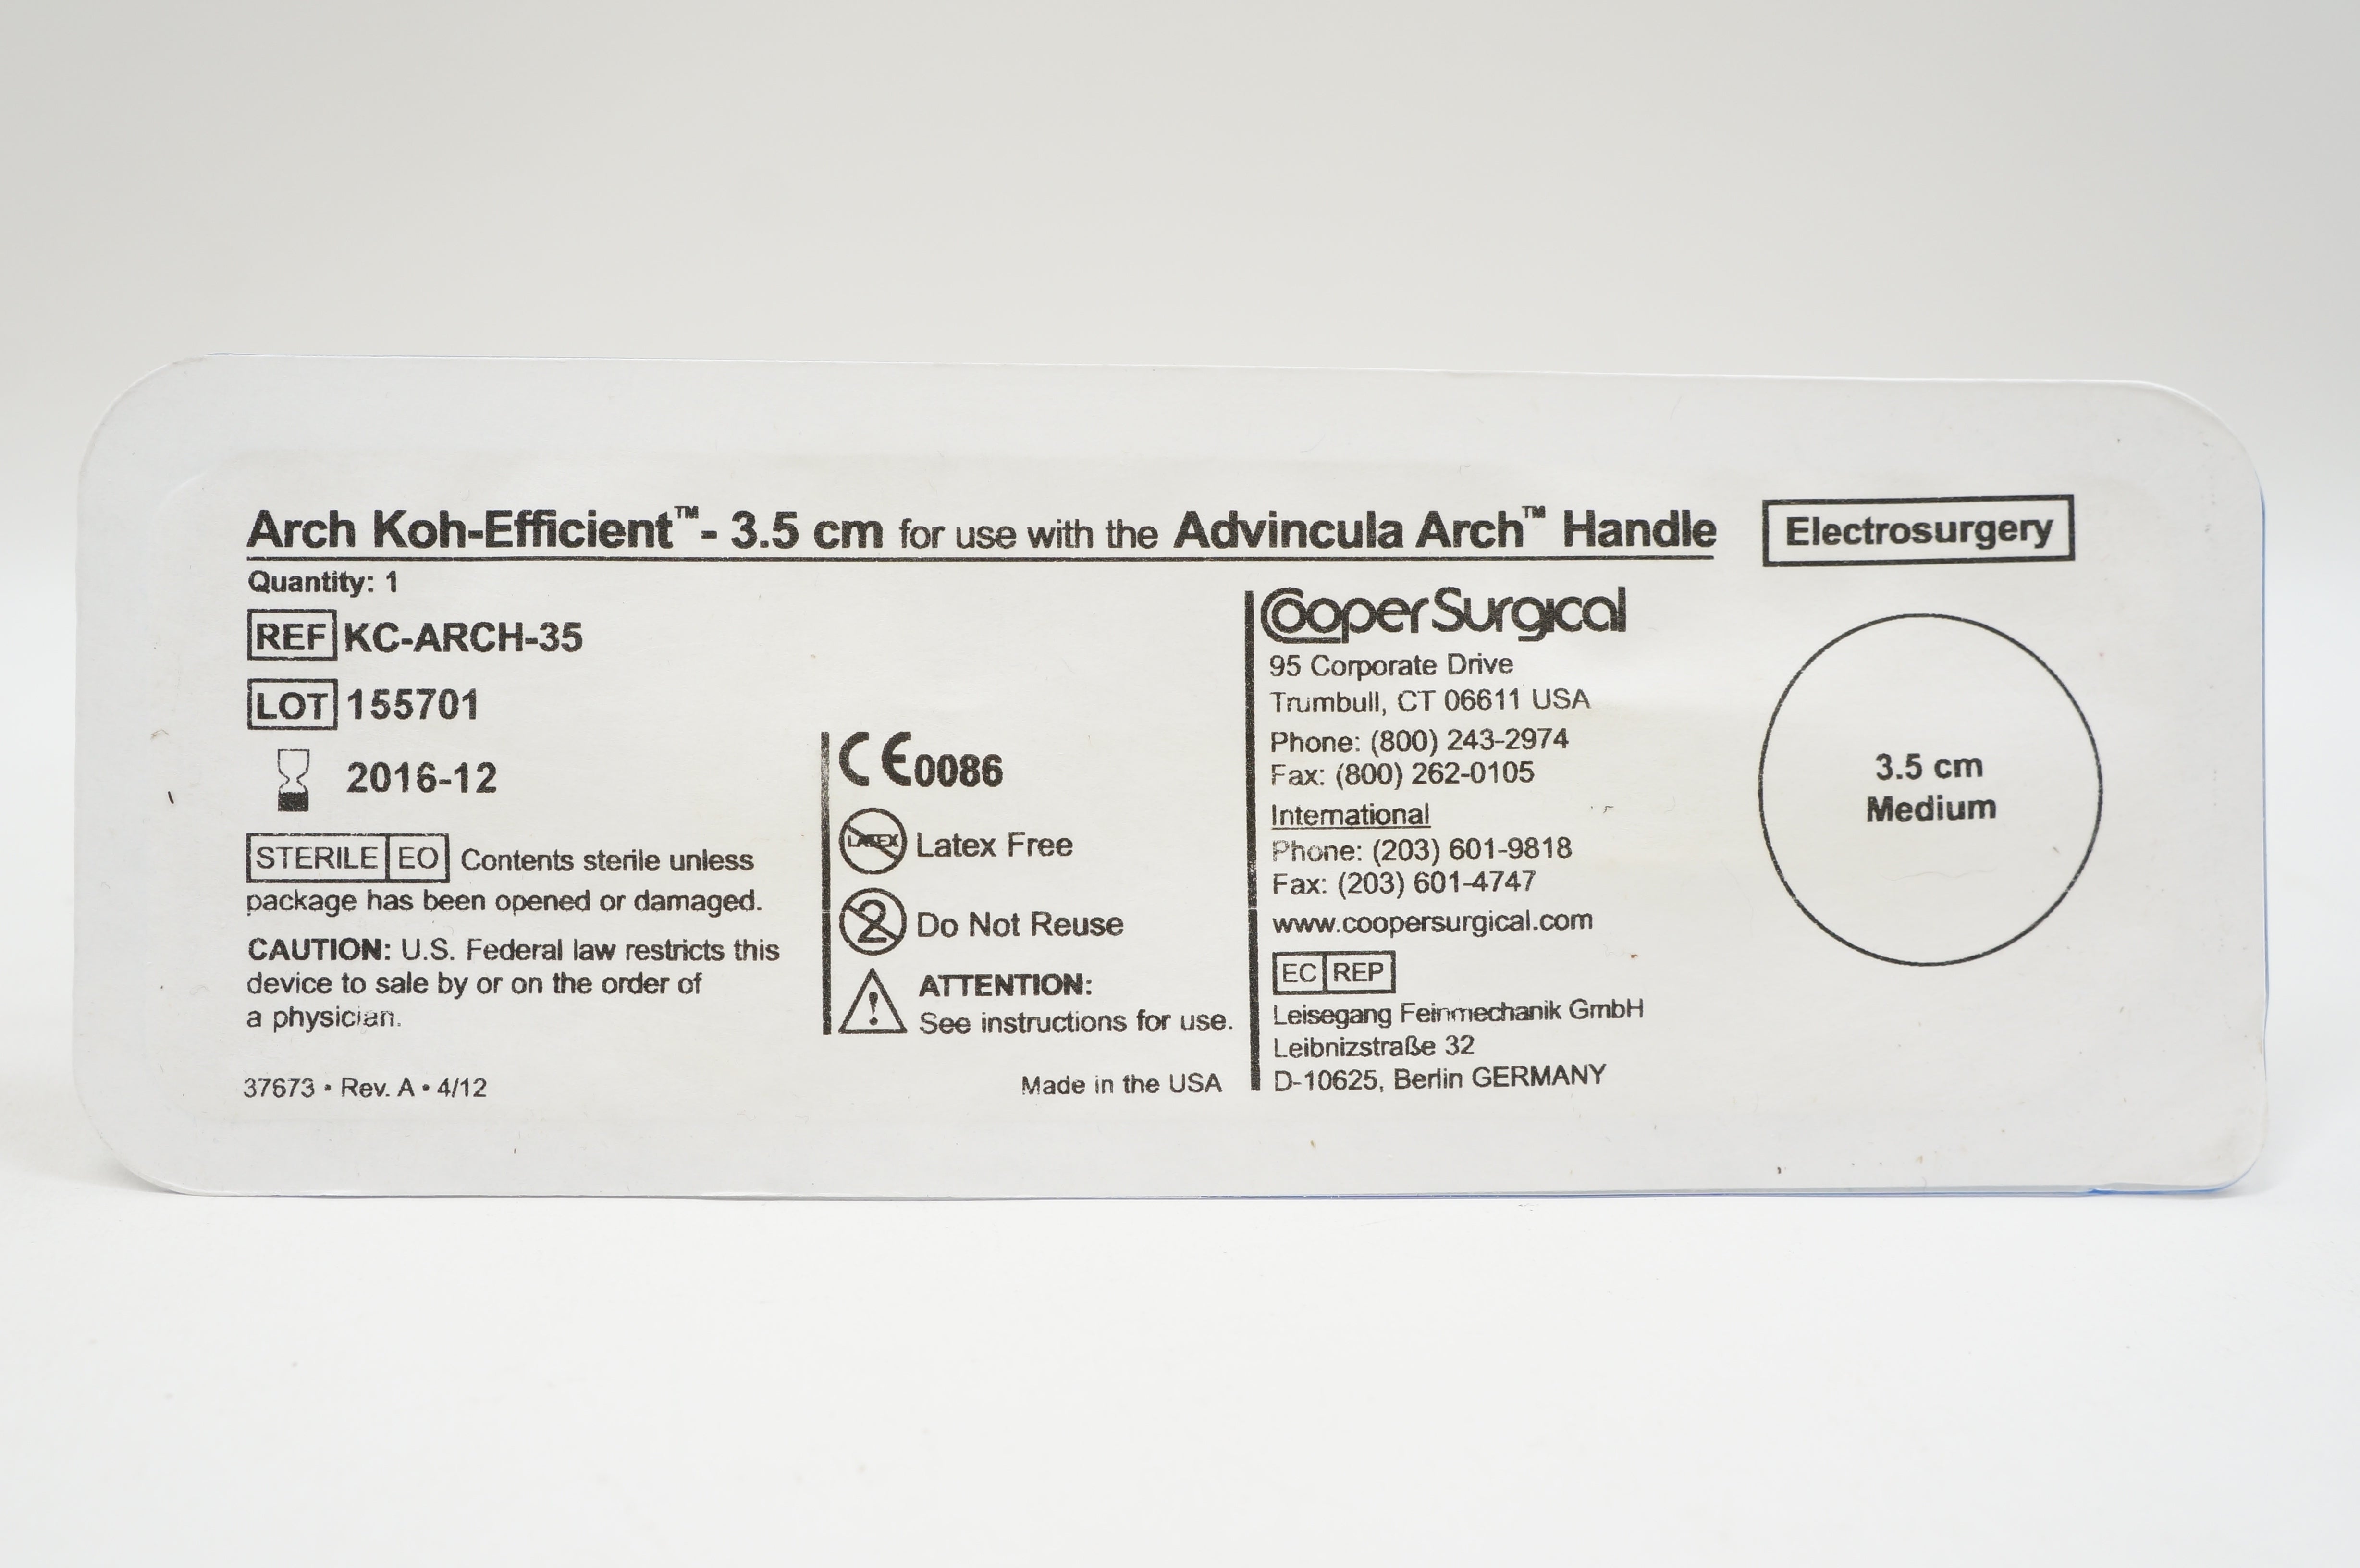 Arch Koh-Efficient™- 3.5 cm for use with the Advincula Arch™ Handle
Electrosurgery
Quantity: 1
REF KC-ARCH-35
LOT 155701
2016-12
STERILE EO Contents sterile unless
package has been opened or damaged.
CAUTION: U.S. Federal law restricts this
device to sale by or on the order of
a physician.
37673 • Rev. A • 4/12
CE0086
LATEX Latex Free
2 Do Not Reuse
! ATTENTION:
See instructions for use.
Made in the USA
CooperSurgical
95 Corporate Drive
Trumbull, CT 06611 USA
Phone: (800) 243-2974
Fax: (800) 262-0105
International
Phone: (203) 601-9818
Fax: (203) 601-4747
www.coopersurgical.com
EC REP
Leisegang Feinmechanik GmbH
Leibnizstraße 32
D-10625, Berlin GERMANY
3.5 cm
Medium